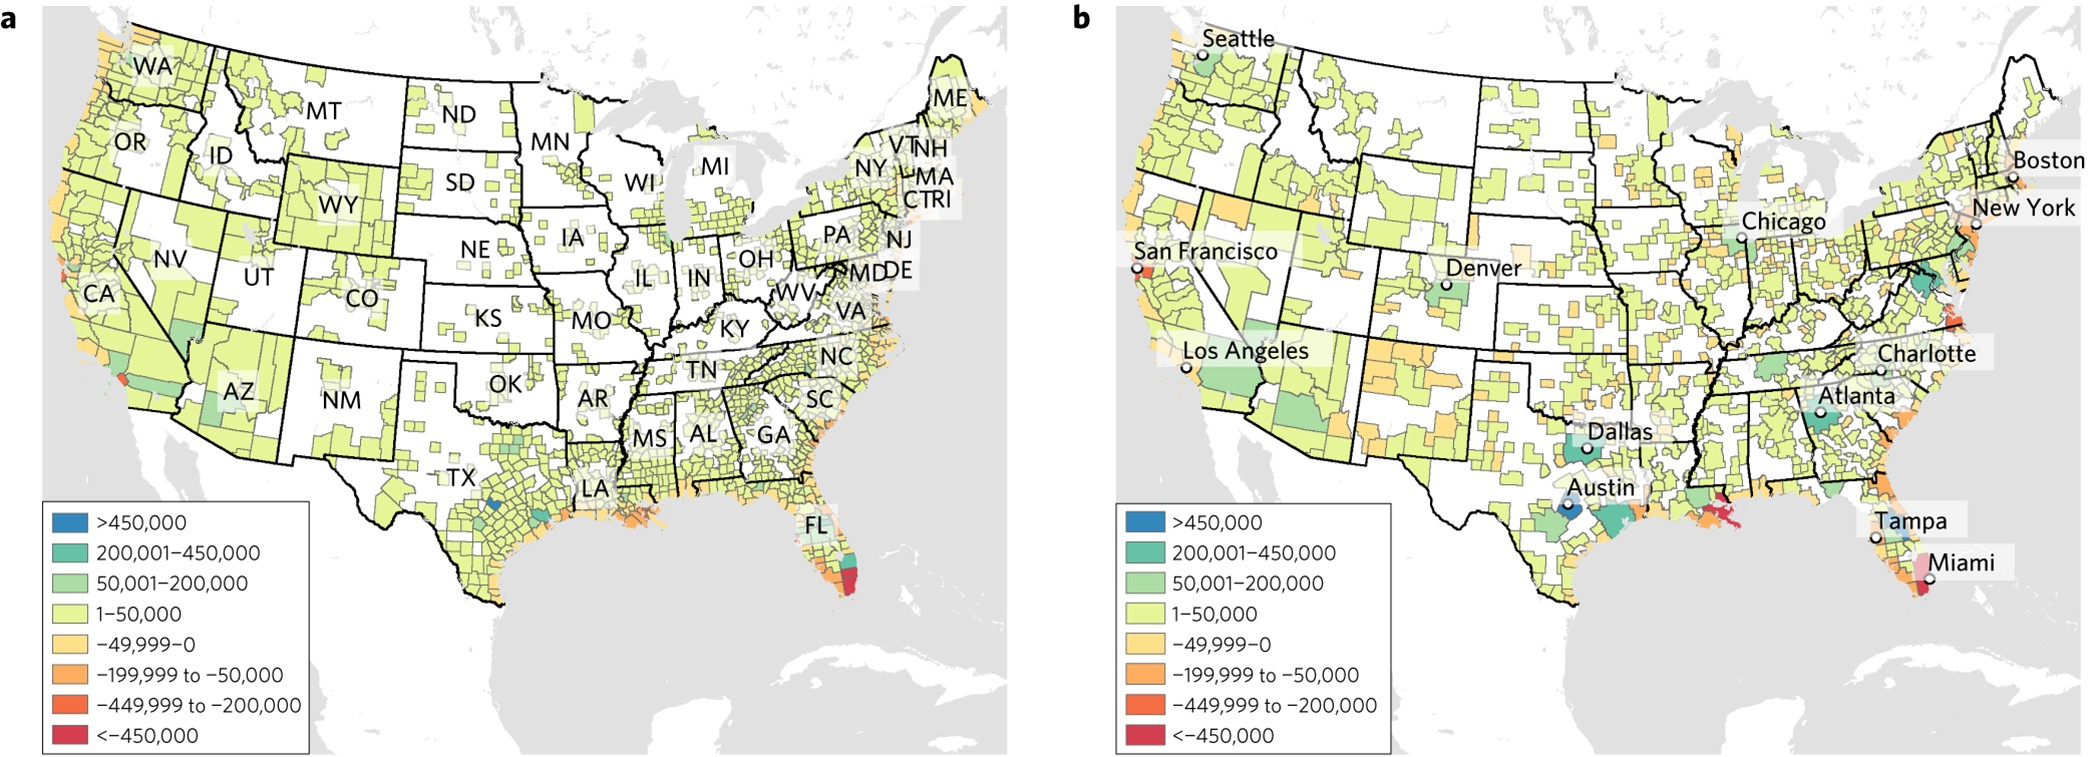 a
WA
MT
ND
MN
ME
OR
ID
SD
WI
MI
VT
NH
NY
MA
CT
RI
WY
IA
NE
PA
NJ
NV
UT
CO
IL
IN
OH
MD
DE
WV
VA
CA
KS
MO
KY
NC
AZ
NM
OK
AR
TN
SC
MS
AL
GA
TX
LA
FL
>450,000
200,001–450,000
50,001–200,000
1–50,000
–49,999–0
–199,999 to –50,000
–449,999 to –200,000
<–450,000
b
Seattle
Boston
New York
Chicago
San Francisco
Denver
Los Angeles
Charlotte
Atlanta
Dallas
Austin
Tampa
Miami
>450,000
200,001–450,000
50,001–200,000
1–50,000
–49,999–0
–199,999 to –50,000
–449,999 to –200,000
<–450,000